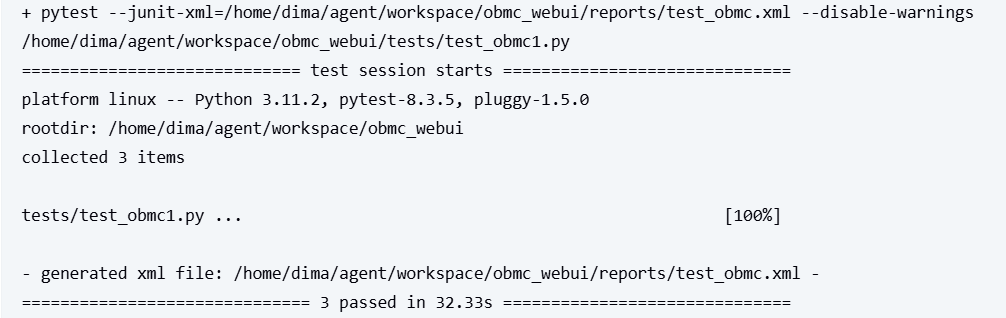 + pytest --junit-xml=/home/dima/agent/workspace/obmc_webui/reports/test_obmc.xml --disable-warnings
/home/dima/agent/workspace/obmc_webui/tests/test_obmc1.py
============================= test session starts ==============================
platform linux -- Python 3.11.2, pytest-8.3.5, pluggy-1.5.0
rootdir: /home/dima/agent/workspace/obmc_webui
collected 3 items
tests/test_obmc1.py ... [100%]
- generated xml file: /home/dima/agent/workspace/obmc_webui/reports/test_obmc.xml -
============================== 3 passed in 32.33s ==============================